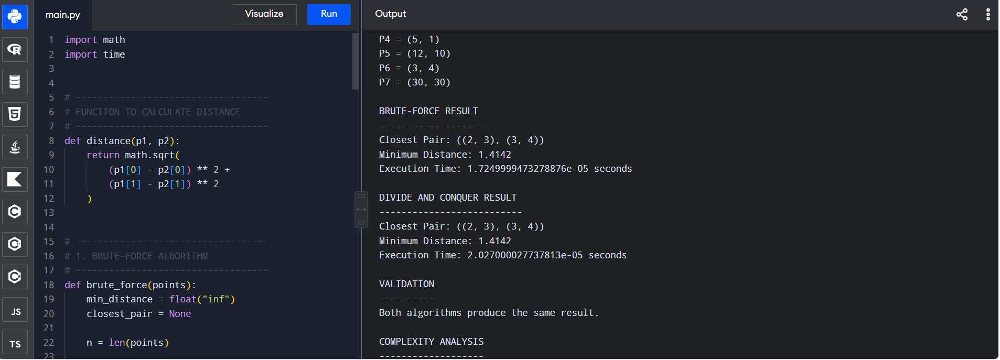 main.py
Visualize
Run
1 import math
2 import time
3
4
5 # -----------------------------------
6 # FUNCTION TO CALCULATE DISTANCE
7 # -----------------------------------
8 def distance(p1, p2):
9     return math.sqrt(
10         (p1[0] - p2[0]) ** 2 +
11         (p1[1] - p2[1]) ** 2
12     )
13
14
15 # -----------------------------------
16 # 1. BRUTE-FORCE ALGORITHM
17 # -----------------------------------
18 def brute_force(points):
19     min_distance = float("inf")
20     closest_pair = None
21
22     n = len(points)
23
JS
TS
Output
P4 = (5, 1)
P5 = (12, 10)
P6 = (3, 4)
P7 = (30, 30)
BRUTE-FORCE RESULT
-------------------
Closest Pair: ((2, 3), (3, 4))
Minimum Distance: 1.4142
Execution Time: 1.7249999473278876e-05 seconds
DIVIDE AND CONQUER RESULT
--------------------------
Closest Pair: ((2, 3), (3, 4))
Minimum Distance: 1.4142
Execution Time: 2.027000027737813e-05 seconds
VALIDATION
----------
Both algorithms produce the same result.
COMPLEXITY ANALYSIS
-------------------